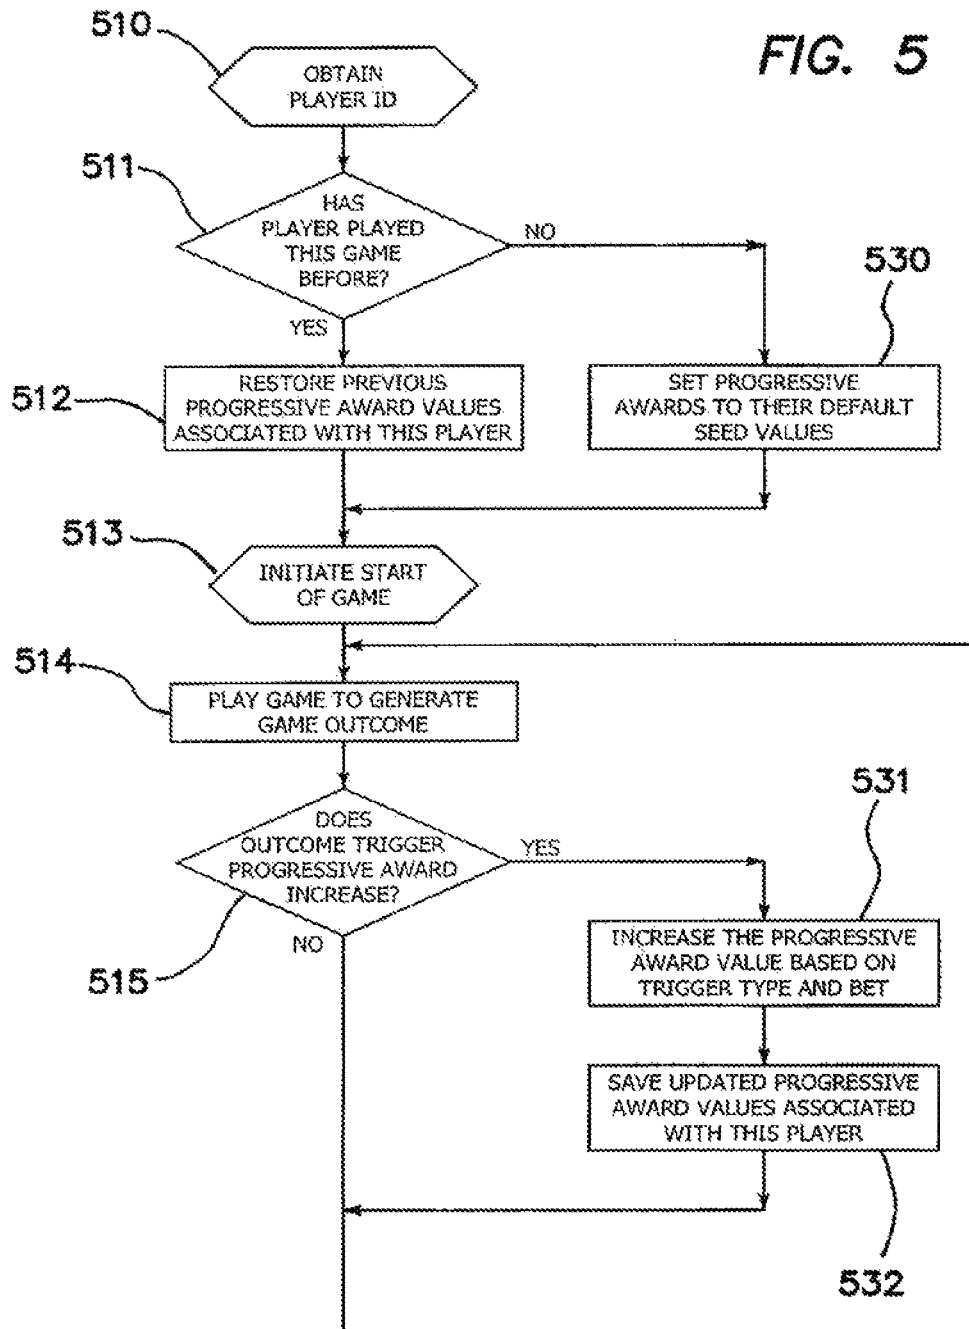 510
FIG. 5
OBTAIN
PLAYER ID
511
HAS
PLAYER PLAYED
THIS GAME
BEFORE?
NO
YES
530
512
RESTORE PREVIOUS
PROGRESSIVE AWARD VALUES
ASSOCIATED WITH THIS PLAYER
SET PROGRESSIVE
AWARDS TO THEIR DEFAULT
SEED VALUES
513
INITIATE START
OF GAME
514
PLAY GAME TO GENERATE
GAME OUTCOME
DOES
OUTCOME TRIGGER
PROGRESSIVE AWARD
INCREASE?
YES
NO
515
531
INCREASE THE PROGRESSIVE
AWARD VALUE BASED ON
TRIGGER TYPE AND BET
SAVE UPDATED PROGRESSIVE
AWARD VALUES ASSOCIATED
WITH THIS PLAYER
532